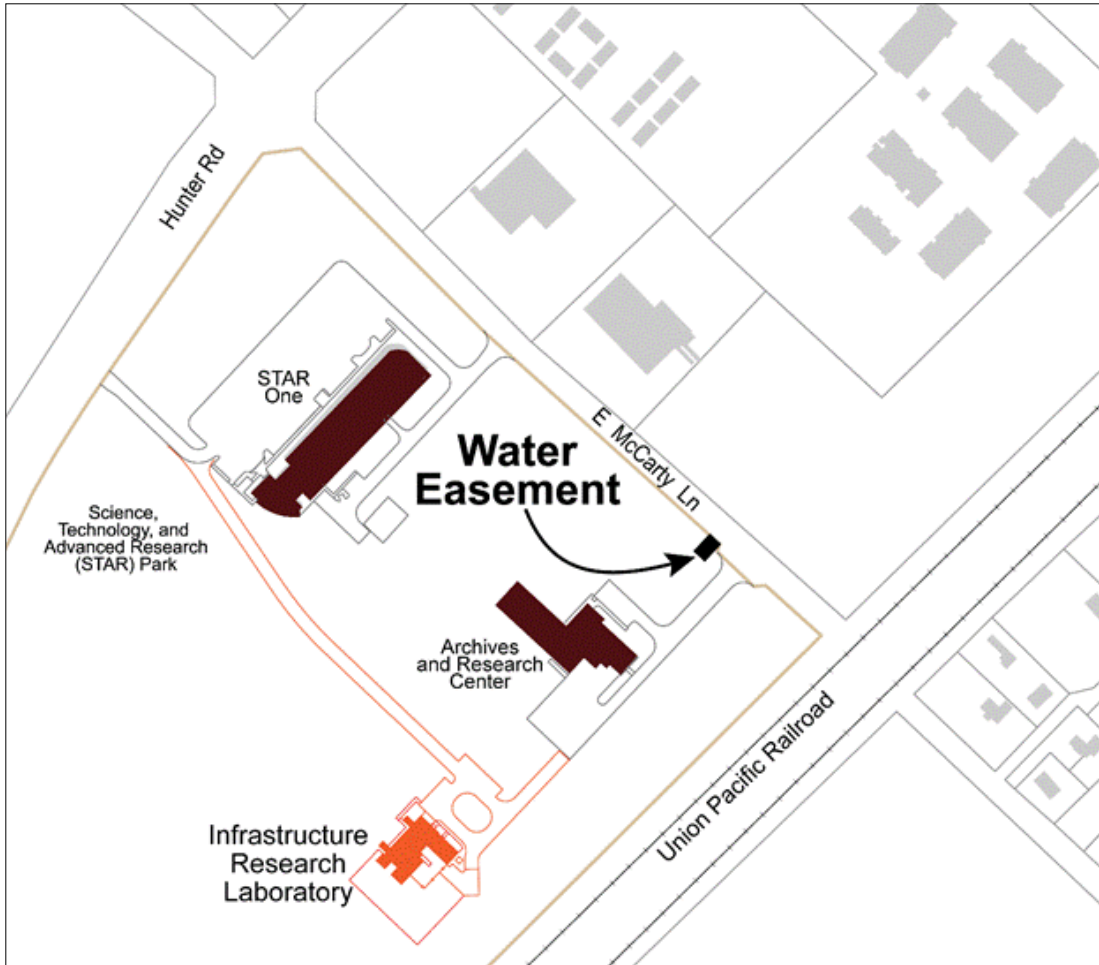 Hunter Rd
STAR
One
Water
Easement
E McCarty Ln
Science,
Technology, and
Advanced Research
(STAR) Park
Archives
and Research
Center
Union Pacific Railroad
Infrastructure
Research
Laboratory